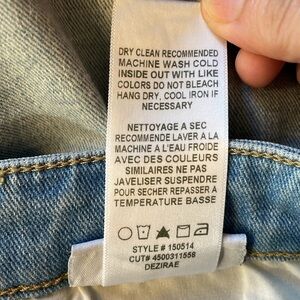 DRY CLEAN RECOMMENDED
MACHINE WASH COLD
INSIDE OUT WITH LIKE
COLORS DO NOT BLEACH
HANG DRY, COOL IRON IF
NECESSARY
NETTOYAGE A SEC
RECOMMENDE LAVER A LA
MACHINE A L'EAU FROIDE
AVEC DES COULEURS
SIMILAIRES NE PAS
JAVELISER SUSPENDRE
POUR SECHER REPASSER A
TEMPERATURE BASSE
STYLE # 150514
CUT# 4500311556
DEZIRAE